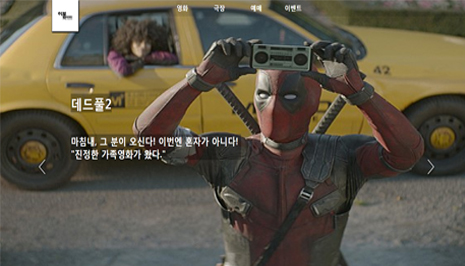 영화 극장 예매 이벤트
데드풀2
마침내, 그 분이 오신다! 이번엔 혼자가 아니다!
"진정한 가족영화가 왔다."
42